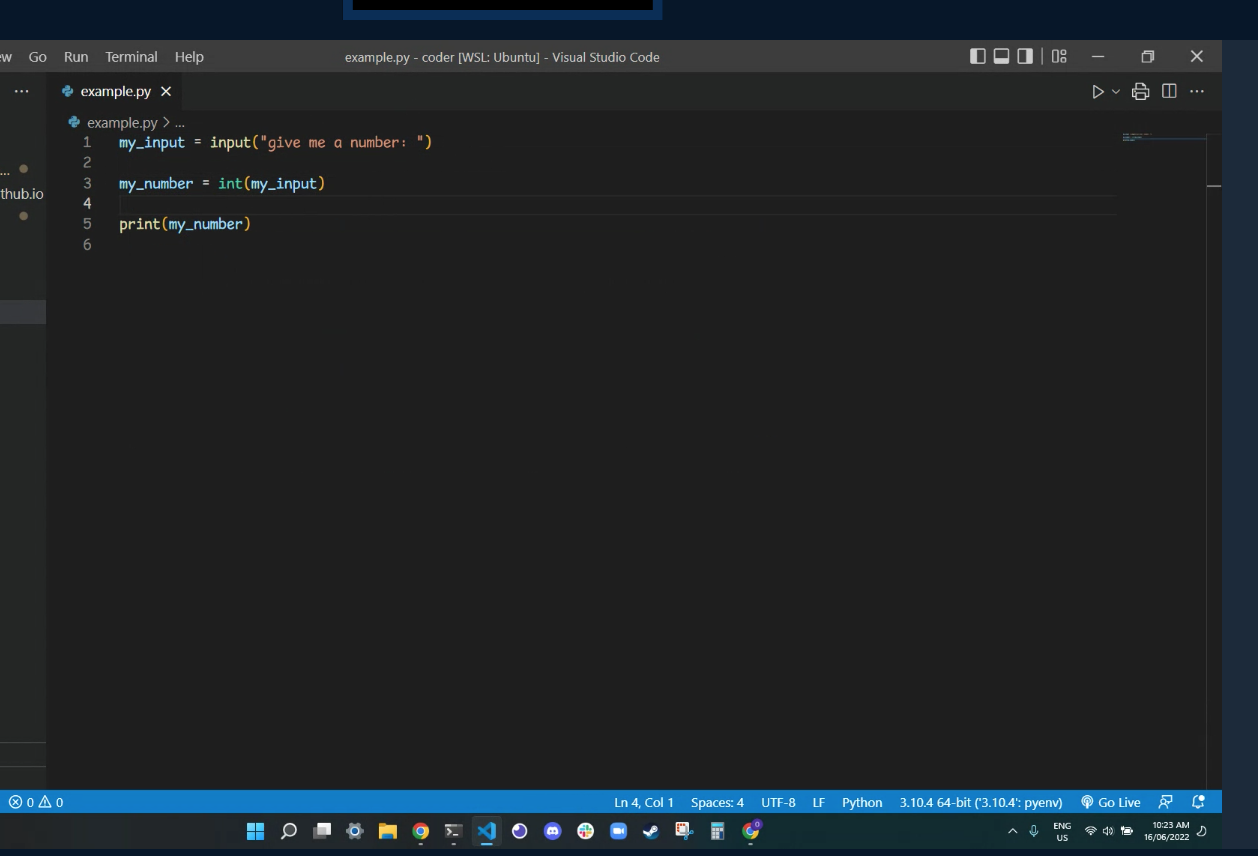 ew Go Run Terminal Help example.py - coder [WSL: Ubuntu] - Visual Studio Code
... example.py
example.py > ...
1 my_input = input("give me a number: ")
2
...
3 my_number = int(my_input)
thub.io
4
5 print(my_number)
6
0 0 Ln 4, Col 1 Spaces: 4 UTF-8 LF Python 3.10.4 64-bit ('3.10.4': pyenv) Go Live
ENG 10:23 AM
US 16/06/2022